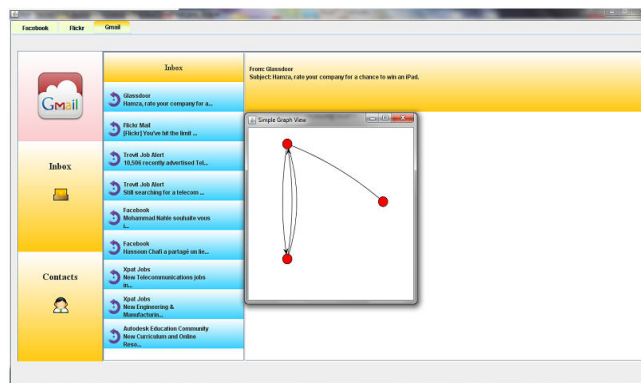 Facebook
Flickr
Gmail
GMail
Inbox
Contacts
Inbox
Glassdoor
Hamza, rate your company for a...
Flickr Mail
[Flickr] You've hit the limit ...
Trovit Job Alert
10,506 recently advertised Tel...
Trovit Job Alert
Still searching for a telecom ...
Facebook
Mohammad Nahle souhaite vous
i...
Facebook
Hassoun Chafi a partagé un lie...
Xpat Jobs
New Telecommunications jobs
in...
Xpat Jobs
New Engineering &
Manufacturin...
Autodesk Education Community
New Curriculum and Online
Reso...
From: Glassdoor
Subject: Hamza, rate your company for a chance to win an iPad.
Simple Graph View